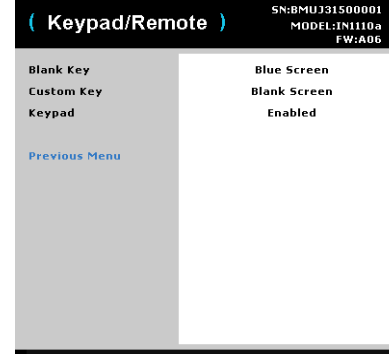 ( Keypad/Remote )
SN:BMUJ31500001
MODEL:IN1110a
FW:A06
Blank Key Blue Screen
Custom Key Blank Screen
Keypad Enabled
Previous Menu